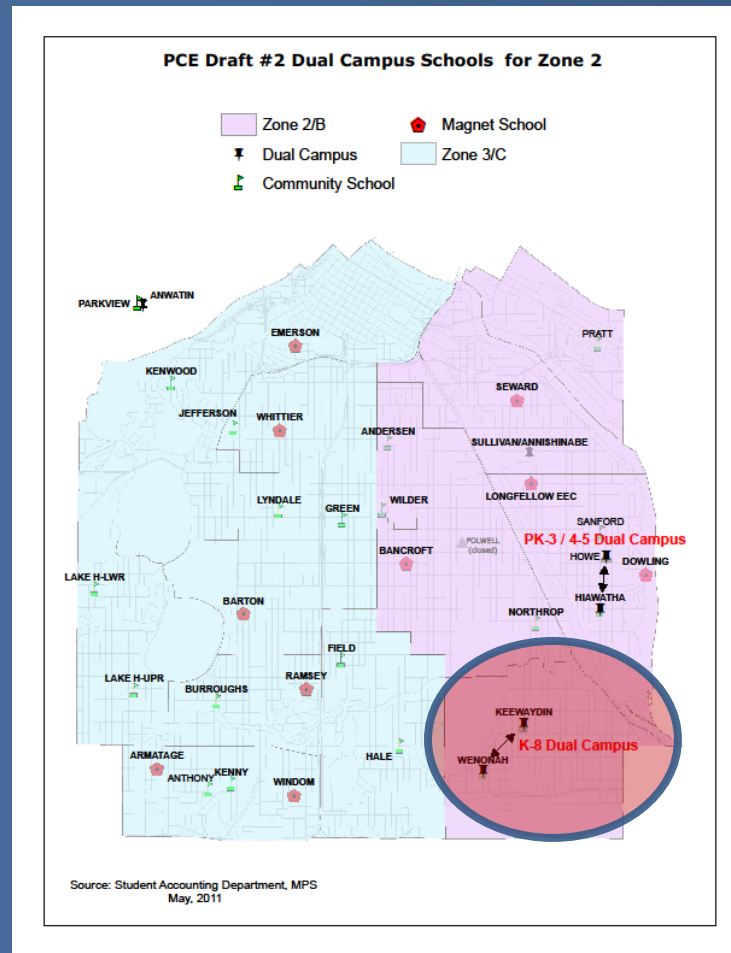 PCE Draft #2 Dual Campus Schools for Zone 2
Zone 2/B
Magnet School
Dual Campus
Zone 3/C
Community School
PARKVIEW
ANWATIN
EMERSON
PRATT
KENWOOD
SEWARD
JEFFERSON
WHITTIER
ANDERSEN
SULLIVAN/ANNISHINABE
LYNDALE
GREEN
WILDER
LONGFELLOW EEC
SANFORD
PK-3 / 4-5 Dual Campus
FOLWELL
(closed)
BANCROFT
HOWE
DOWLING
LAKE H-LWR
BARTON
HIAWATHA
NORTHROP
FIELD
LAKE H-UPR
BURROUGHS
RAMSEY
KEEWAYDIN
K-8 Dual Campus
HALE
WENONAH
ARMATAGE
ANTHONY
KENNY
WINDOM
Source: Student Accounting Department, MPS
May, 2011